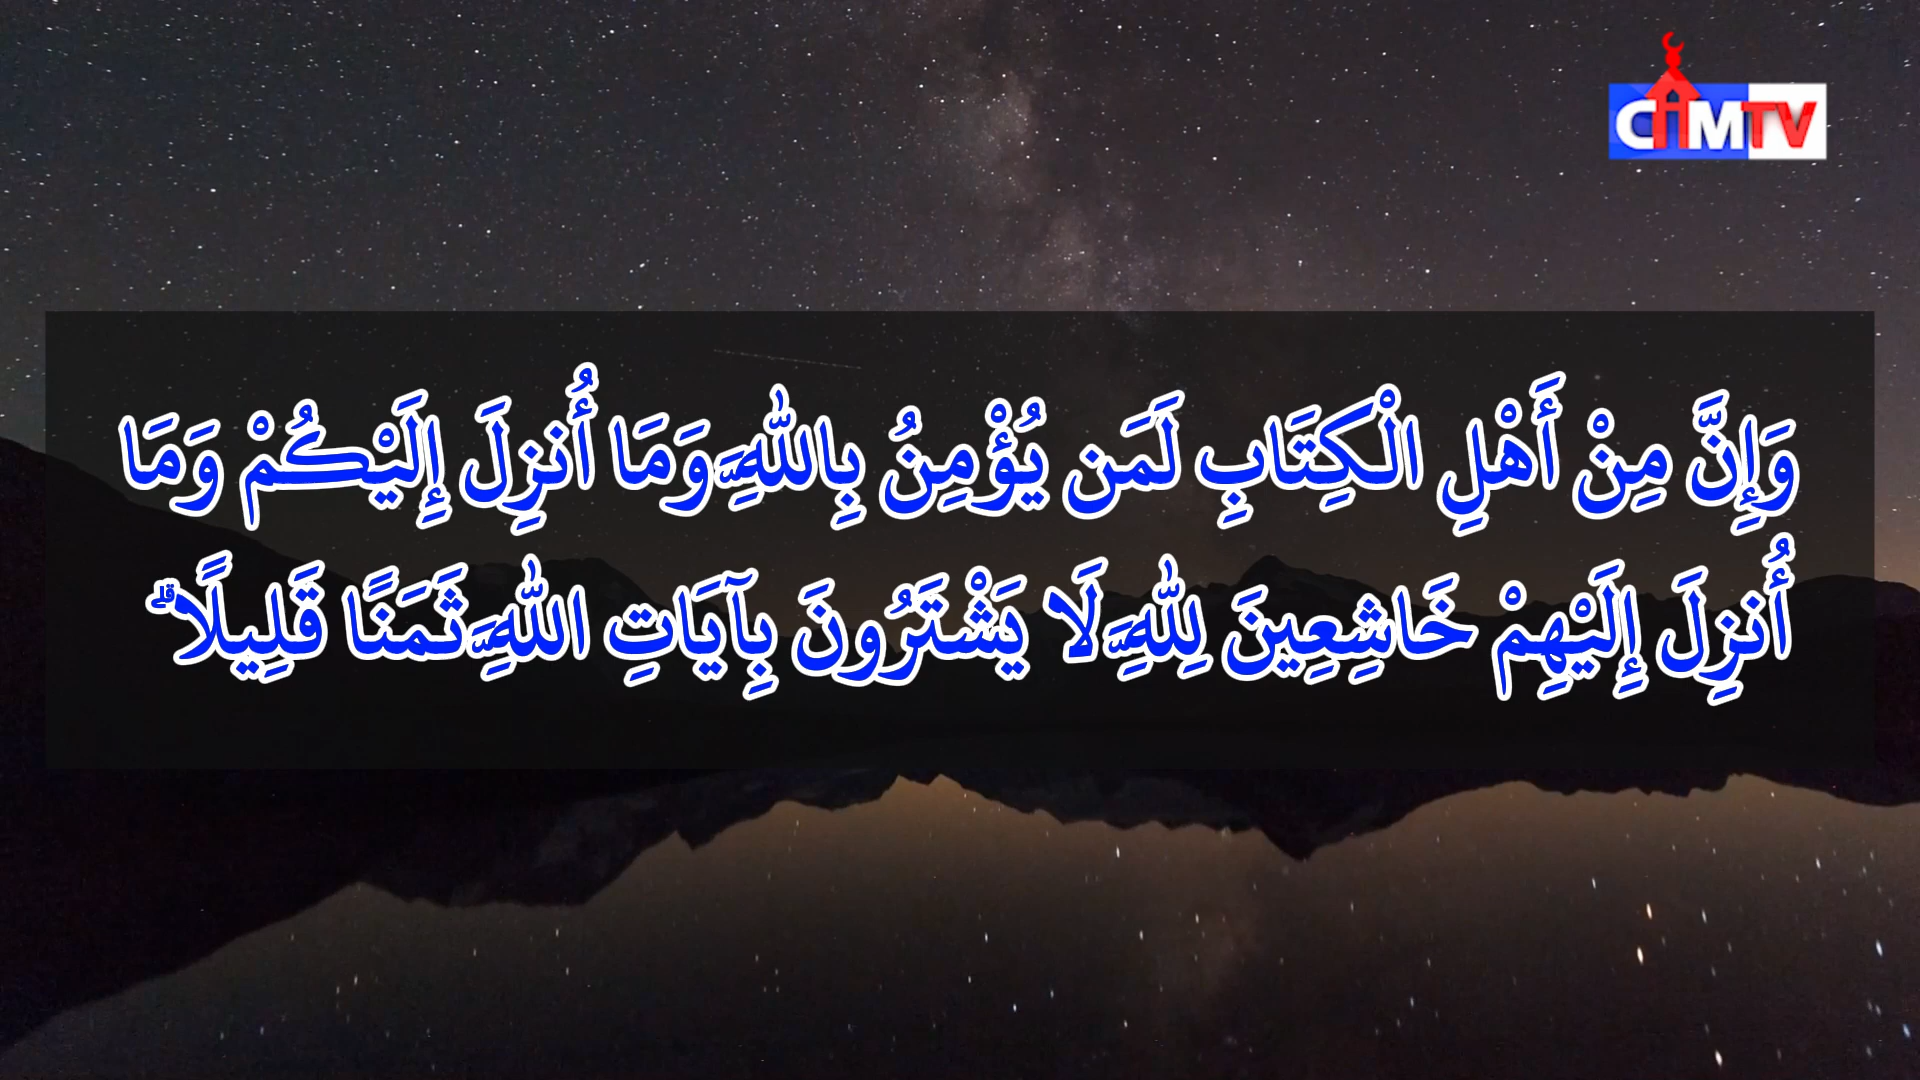 CIMTV
وَإِنَّ مِنْ أَهْلِ الْكِتَابِ لَمَن يُؤْمِنُ بِاللَّهِ وَمَا أُنزِلَ إِلَيْكُمْ وَمَا
أُنزِلَ إِلَيْهِمْ خَاشِعِينَ لِلَّهِ لَا يَشْتَرُونَ بِآيَاتِ اللَّهِ ثَمَنًا قَلِيلًا ۗ